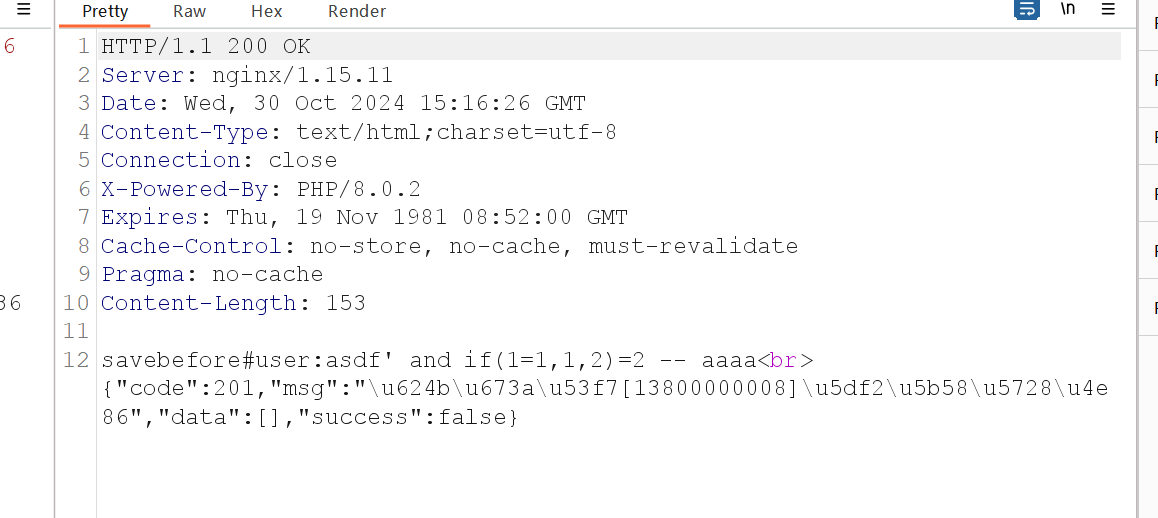 Pretty Raw Hex Render \n
6 1 HTTP/1.1 200 OK
2 Server: nginx/1.15.11
3 Date: Wed, 30 Oct 2024 15:16:26 GMT
4 Content-Type: text/html;charset=utf-8
5 Connection: close
6 X-Powered-By: PHP/8.0.2
7 Expires: Thu, 19 Nov 1981 08:52:00 GMT
8 Cache-Control: no-store, no-cache, must-revalidate
9 Pragma: no-cache
36 10 Content-Length: 153
11
12 savebefore#user:asdf' and if(1=1,1,2)=2 -- aaaa<br>
{"code":201,"msg":"\u624b\u673a\u53f7[13800000008]\u5df2\u5b58\u5728\u4e
86","data":[],"success":false}